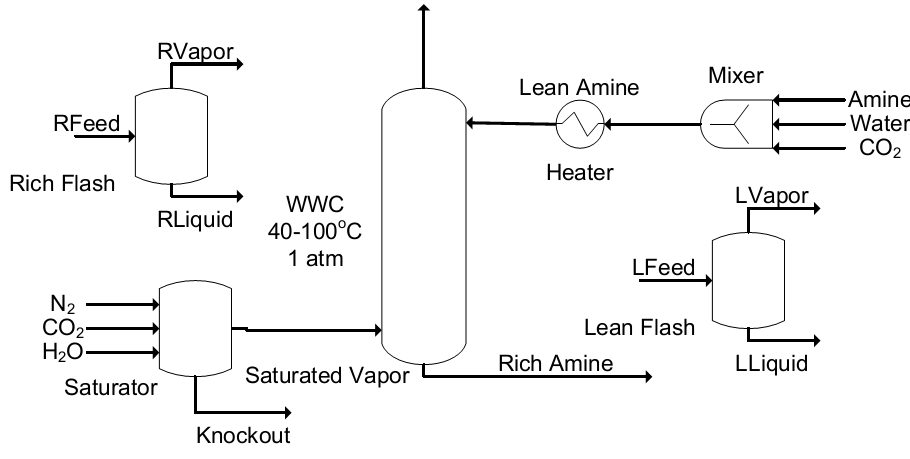 RVapor
RFeed
Rich Flash
RLiquid
WWC
40-100°C
1 atm
Lean Amine
Heater
Mixer
Amine
Water
CO₂
LVapor
LFeed
Lean Flash
LLiquid
N₂
CO₂
H₂O
Saturator
Saturated Vapor
Knockout
Rich Amine